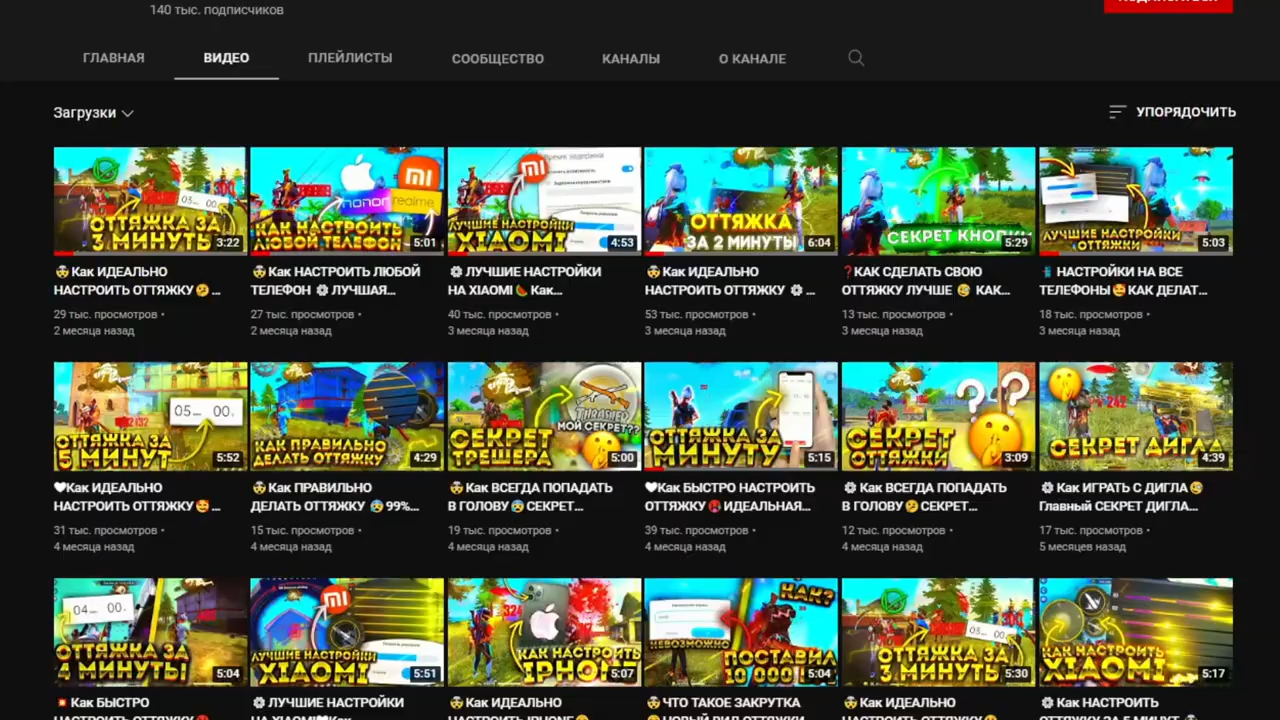 140 тыс. подписчиков
ГЛАВНАЯ
ВИДЕО
ПЛЕЙЛИСТЫ
СООБЩЕСТВО
КАНАЛЫ
О КАНАЛЕ
Загрузки
УПОРЯДОЧИТЬ
ОТТЯЖКА ЗА
3 МИНУТЫ
3:22
honor
realme
КАК НАСТРОИТЬ
ЛЮБОЙ ТЕЛЕФОН
5:01
ЛУЧШИЕ НАСТРОЙКИ
XIAOMI
4:53
ОТТЯЖКА
ЗА 2 МИНУТЫ
6:04
СЕКРЕТ КНОПКИ
5:29
ЛУЧШИЕ НАСТРОЙКИ
ОТТЯЖКИ
5:03
🤯Как ИДЕАЛЬНО
НАСТРОИТЬ ОТТЯЖКУ🤔...
🤯Как НАСТРОИТЬ ЛЮБОЙ
ТЕЛЕФОН ⚙ ЛУЧШАЯ...
⚙ ЛУЧШИЕ НАСТРОЙКИ
НА XIAOMI🍉Как...
🤯Как ИДЕАЛЬНО
НАСТРОИТЬ ОТТЯЖКУ ⚙...
❓КАК СДЕЛАТЬ СВОЮ
ОТТЯЖКУ ЛУЧШЕ 🧐 КАК...
НАСТРОЙКИ НА ВСЕ
ТЕЛЕФОНЫ🥰КАК ДЕЛАТ...
29 тыс. просмотров •
2 месяца назад
27 тыс. просмотров •
2 месяца назад
40 тыс. просмотров •
3 месяца назад
53 тыс. просмотров •
3 месяца назад
13 тыс. просмотров •
3 месяца назад
18 тыс. просмотров •
3 месяца назад
05 00
ОТТЯЖКА ЗА
5 МИНУТ
5:52
КАК ПРАВИЛЬНО
ДЕЛАТЬ ОТТЯЖКУ
4:29
THRASHER
МОЙ СЕКРЕТ??
СЕКРЕТ
ТРЕШЕРА
5:00
ОТТЯЖКА ЗА
МИНУТУ
5:15
СЕКРЕТ
ОТТЯЖКИ
3:09
СЕКРЕТ ДИГЛА
4:39
🖤Как ИДЕАЛЬНО
НАСТРОИТЬ ОТТЯЖКУ🥰...
🤯Как ПРАВИЛЬНО
ДЕЛАТЬ ОТТЯЖКУ 😰99%...
🤯Как ВСЕГДА ПОПАДАТЬ
В ГОЛОВУ😰СЕКРЕТ...
🖤Как БЫСТРО НАСТРОИТЬ
ОТТЯЖКУ🥵ИДЕАЛЬНАЯ...
⚙ Как ВСЕГДА ПОПАДАТЬ
В ГОЛОВУ🤔СЕКРЕТ...
⚙ Как ИГРАТЬ С ДИГЛА🧐
Главный СЕКРЕТ ДИГЛА...
31 тыс. просмотров •
4 месяца назад
15 тыс. просмотров •
4 месяца назад
19 тыс. просмотров •
4 месяца назад
39 тыс. просмотров •
4 месяца назад
12 тыс. просмотров •
4 месяца назад
17 тыс. просмотров •
5 месяцев назад
04 00
ОТТЯЖКА ЗА
4 МИНУТЫ
5:04
ЛУЧШИЕ НАСТРОЙКИ
XIAOMI
5:51
КАК НАСТРОИТЬ
5:07
КАК?
НЕВОЗМОЖНО
ПОСТАВИЛ
10 000
5:04
ОТТЯЖКА ЗА
3 МИНУТЫ
5:30
КАК НАСТРОИТЬ
XIAOMI
5:17
💥 Как БЫСТРО
⚙ ЛУЧШИЕ НАСТРОЙКИ
🤯Как ИДЕАЛЬНО
🤯ЧТО ТАКОЕ ЗАКРУТКА
🤯Как ИДЕАЛЬНО
⚙ Как НАСТРОИТЬ